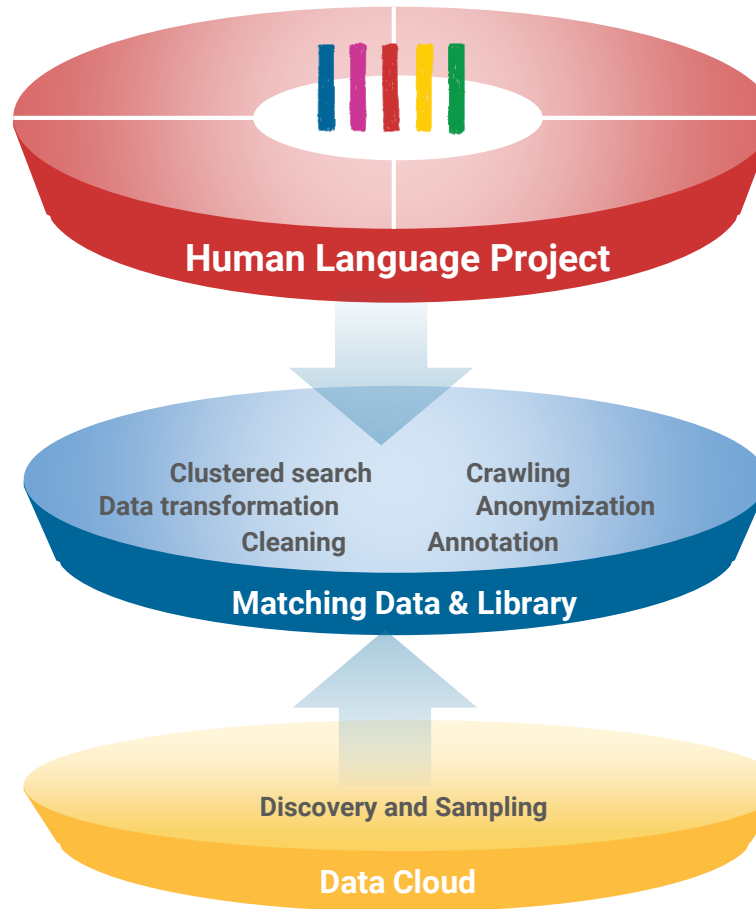 Human Language Project
Clustered search Crawling
Data transformation Anonymization
Cleaning Annotation
Matching Data & Library
Discovery and Sampling
Data Cloud